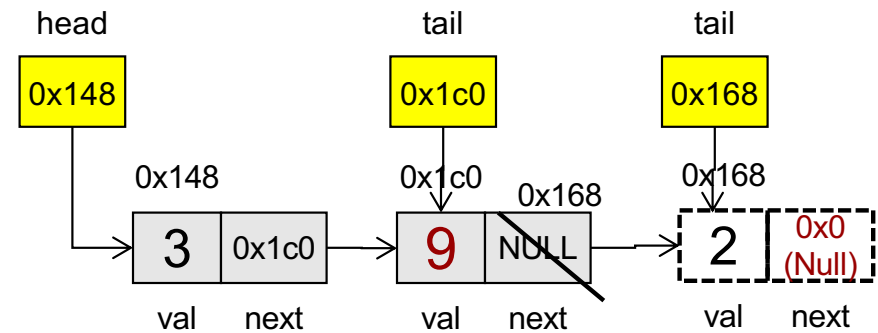 head
tail
tail
0x148
0x1c0
0x168
0x148
0x1c0
0x168
0x168
3
0x1c0
9
NULL
2
0x0
(Null)
val
next
val
next
val
next